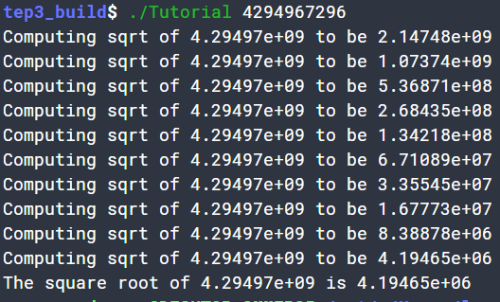 tep3_build$ ./Tutorial 4294967296
Computing sqrt of 4.29497e+09 to be 2.14748e+09
Computing sqrt of 4.29497e+09 to be 1.07374e+09
Computing sqrt of 4.29497e+09 to be 5.36871e+08
Computing sqrt of 4.29497e+09 to be 2.68435e+08
Computing sqrt of 4.29497e+09 to be 1.34218e+08
Computing sqrt of 4.29497e+09 to be 6.71089e+07
Computing sqrt of 4.29497e+09 to be 3.35545e+07
Computing sqrt of 4.29497e+09 to be 1.67773e+07
Computing sqrt of 4.29497e+09 to be 8.38878e+06
Computing sqrt of 4.29497e+09 to be 4.19465e+06
The square root of 4.29497e+09 is 4.19465e+06